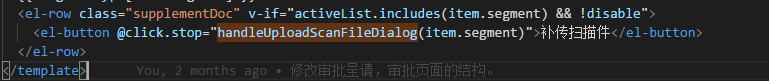 <el-row class="supplementDoc" v-if="activeList.includes(item.segment) && !disable">
<el-button @click.stop="handleUploadScanFileDialog(item.segment)">补传扫描件</el-button>
</el-row>
</template> You, 2 months ago • 修改审批呈请，审批页面的结构。